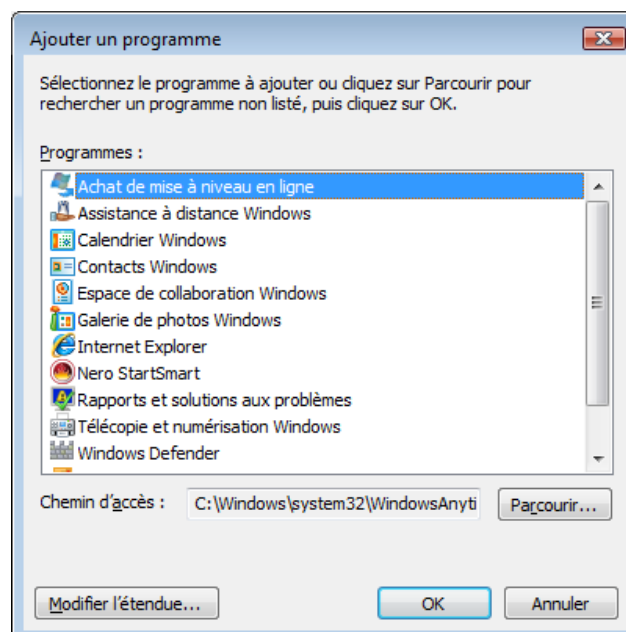 Ajouter un programme
Sélectionnez le programme à ajouter ou cliquez sur Parcourir pour
rechercher un programme non listé, puis cliquez sur OK.
Programmes :
Achat de mise à niveau en ligne
Assistance à distance Windows
Calendrier Windows
Contacts Windows
Espace de collaboration Windows
Galerie de photos Windows
Internet Explorer
Nero StartSmart
Rapports et solutions aux problèmes
Télécopie et numérisation Windows
Windows Defender
Chemin d'accès : C:\Windows\system32\WindowsAnyti Parcourir...
Modifier l'étendue... OK Annuler